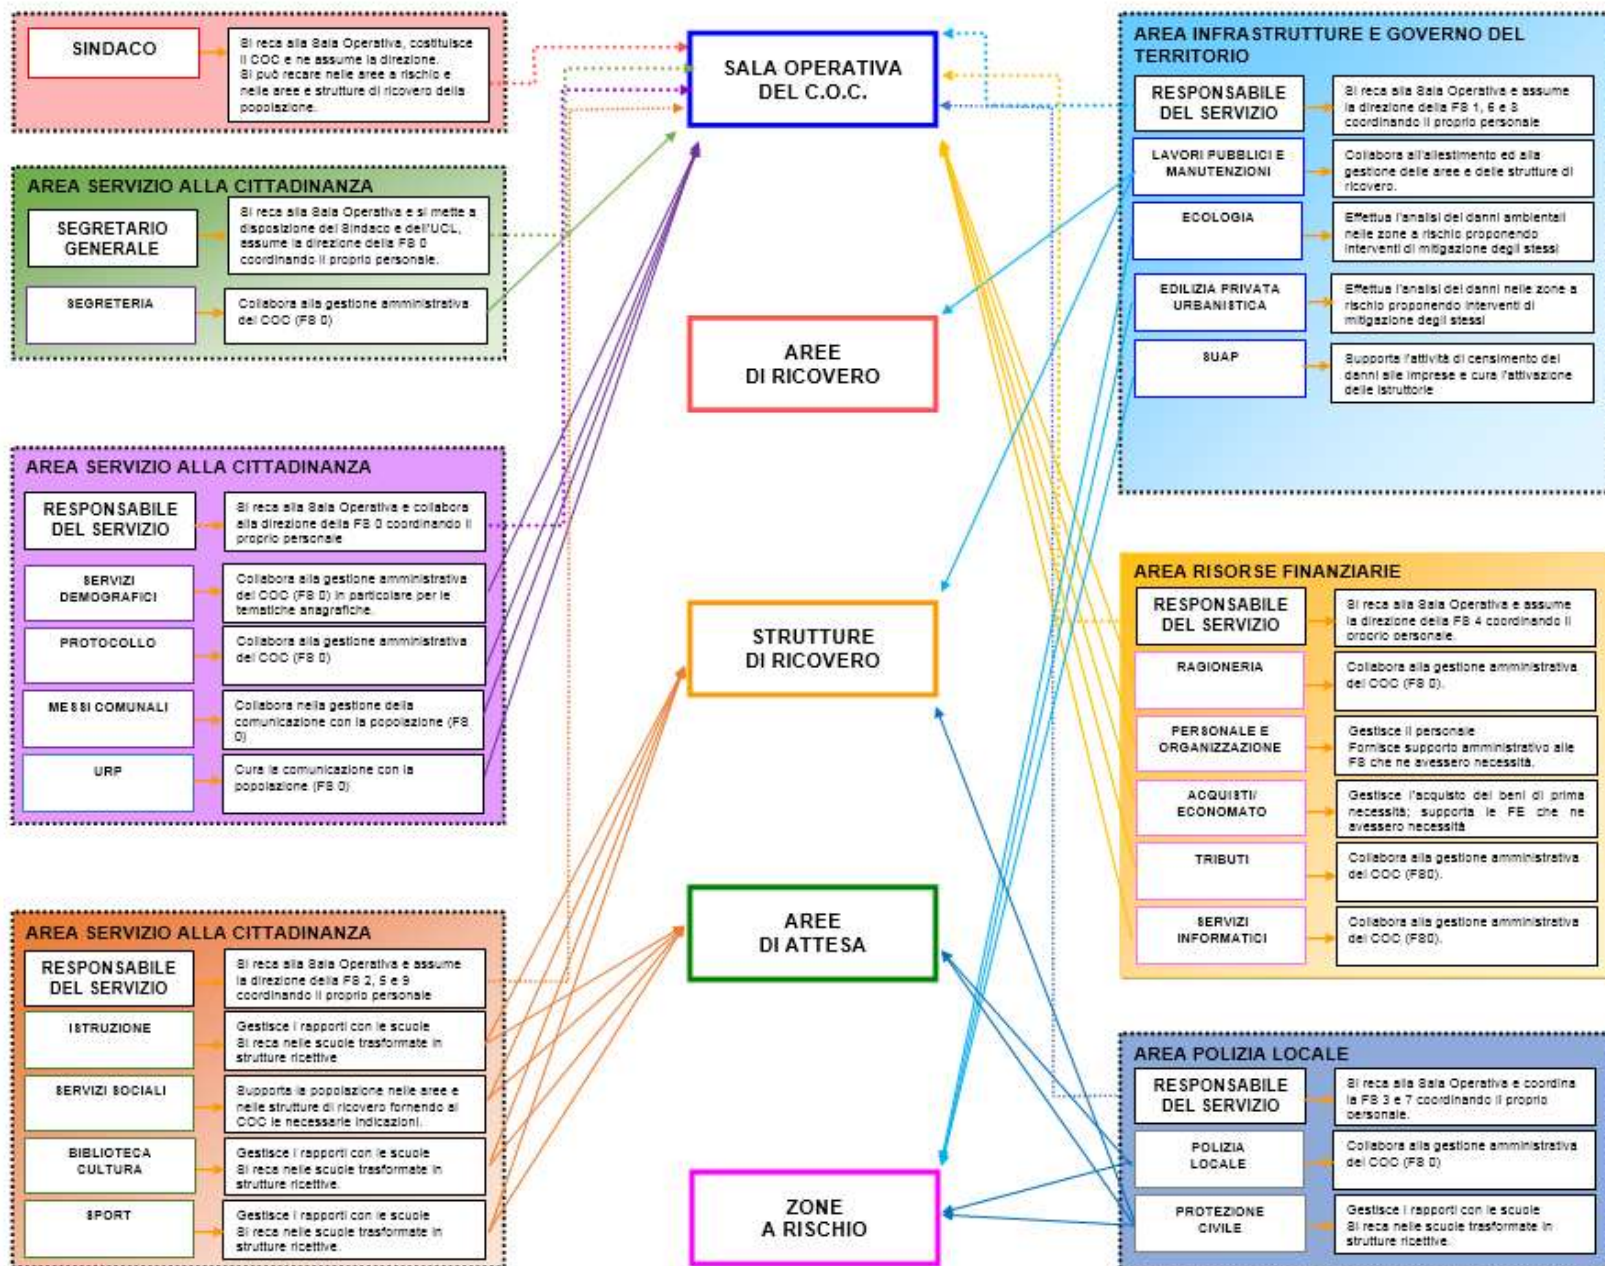 SINDACO
Si reca alla Sala Operativa, costituisce
il COC e ne assume la direzione.
Si può recare nelle aree a rischio e
nelle aree e strutture di ricovero della
popolazione.
AREA SERVIZIO ALLA CITTADINANZA
SEGRETARIO
GENERALE
Si reca alla Sala Operativa e si mette a
disposizione del Sindaco e dell'UCL,
assume la direzione della FS 0
coordinando il proprio personale.
SEGRETERIA
Collabora alla gestione amministrativa
del COC (FS 0)
AREA SERVIZIO ALLA CITTADINANZA
RESPONSABILE
DEL SERVIZIO
Si reca alla Sala Operativa e collabora
alla direzione della FS 0 coordinando il
proprio personale
SERVIZI
DEMOGRAFICI
Collabora alla gestione amministrativa
del COC (FS 0) in particolare per le
tematiche anagrafiche.
PROTOCOLLO
Collabora alla gestione amministrativa
del COC (FS 0)
MESSI COMUNALI
Collabora nella gestione della
comunicazione con la popolazione (FS
0)
URP
Cura la comunicazione con la
popolazione (FS 0)
AREA SERVIZIO ALLA CITTADINANZA
RESPONSABILE
DEL SERVIZIO
Si reca alla Sala Operativa e assume
la direzione della FS 2, 5 e 9
coordinando il proprio personale
ISTRUZIONE
Gestisce i rapporti con le scuole
Si reca nelle scuole trasformate in
strutture ricettive
SERVIZI SOCIALI
Supporta la popolazione nelle aree e
nelle strutture di ricovero fornendo al
COC le necessarie indicazioni.
BIBLIOTECA
CULTURA
Gestisce i rapporti con le scuole
Si reca nelle scuole trasformate in
strutture ricettive.
SPORT
Gestisce i rapporti con le scuole
Si reca nelle scuole trasformate in
strutture ricettive.
SALA OPERATIVA
DEL C.O.C.
AREE
DI RICOVERO
STRUTTURE
DI RICOVERO
AREE
DI ATTESA
ZONE
A RISCHIO
AREA INFRASTRUTTURE E GOVERNO DEL
TERRITORIO
RESPONSABILE
DEL SERVIZIO
Si reca alla Sala Operativa e assume
la direzione della FS 1, 6 e 8
coordinando il proprio personale
LAVORI PUBBLICI E
MANUTENZIONI
Collabora all'allestimento ed alla
gestione delle aree e delle strutture di
ricovero.
ECOLOGIA
Effettua l'analisi dei danni ambientali
nelle zone a rischio proponendo
interventi di mitigazione degli stessi
EDILIZIA PRIVATA
URBANISTICA
Effettua l'analisi dei danni nelle zone a
rischio proponendo interventi di
mitigazione degli stessi
SUAP
Supporta l'attività di censimento dei
danni alle imprese e cura l'attivazione
delle istruttorie
AREA RISORSE FINANZIARIE
RESPONSABILE
DEL SERVIZIO
Si reca alla Sala Operativa e assume
la direzione della FS 4 coordinando il
proprio personale.
RAGIONERIA
Collabora alla gestione amministrativa
del COC (FS 0).
PERSONALE E
ORGANIZZAZIONE
Gestisce il personale
Fornisce supporto amministrativo alle
FS che ne avessero necessità.
ACQUISTI/
ECONOMATO
Gestisce l'acquisto dei beni di prima
necessità; supporta le FE che ne
avessero necessità
TRIBUTI
Collabora alla gestione amministrativa
del COC (FS0).
SERVIZI
INFORMATICI
Collabora alla gestione amministrativa
del COC (FS0).
AREA POLIZIA LOCALE
RESPONSABILE
DEL SERVIZIO
Si reca alla Sala Operativa e coordina
la FS 3 e 7 coordinando il proprio
personale.
POLIZIA
LOCALE
Collabora alla gestione amministrativa
del COC (FS 0)
PROTEZIONE
CIVILE
Gestisce i rapporti con le scuole
Si reca nelle scuole trasformate in
strutture ricettive.